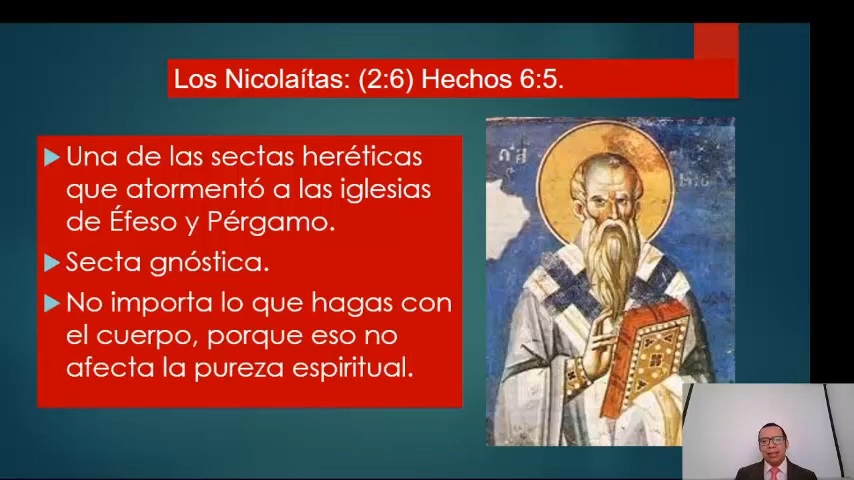 Los Nicolaítas: (2:6) Hechos 6:5.
Una de las sectas heréticas
que atormentó a las iglesias
de Éfeso y Pérgamo.
Secta gnóstica.
No importa lo que hagas con
el cuerpo, porque eso no
afecta la pureza espiritual.